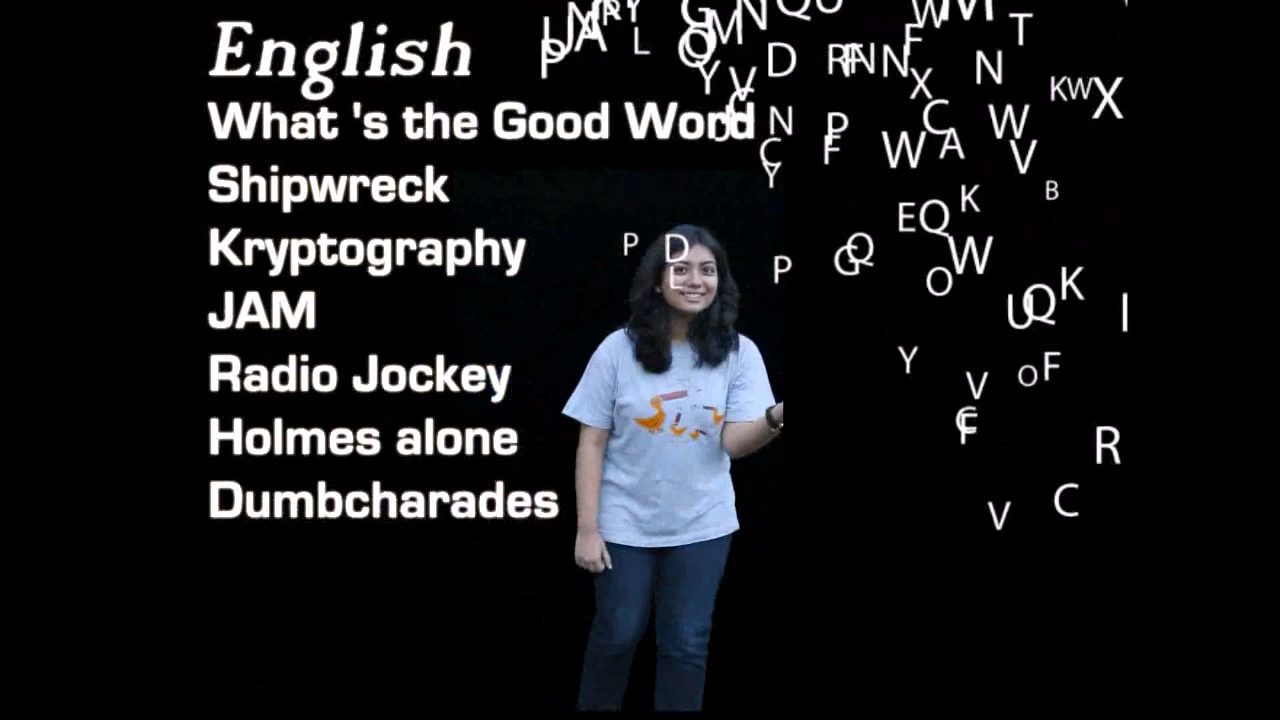 English
What 's the Good Word
Shipwreck
Kryptography
JAM
Radio Jockey
Holmes alone
Dumbcharades